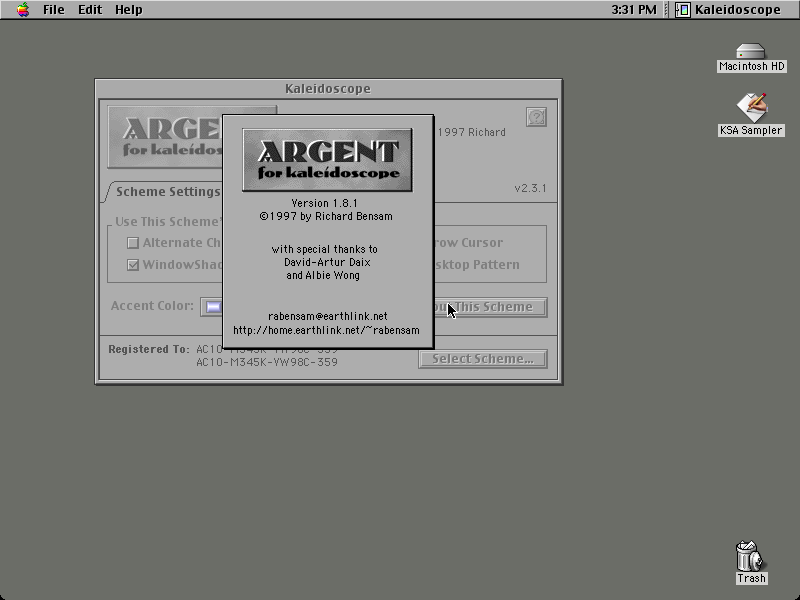 File Edit Help
3:31 PM Kaleidoscope
Macintosh HD
KSA Sampler
Kaleidoscope
ARGE
for kaleidos
1997 Richard
v2.3.1
Scheme Settings
Use This Scheme'
Alternate Ch
WindowShad
row Cursor
sktop Pattern
Accent Color:
This Scheme
Registered To:
AC10-M345K-YW98C-359
Select Scheme...
ARGENT
for kaleidoscope
Version 1.8.1
©1997 by Richard Bensam
with special thanks to
David-Artur Daix
and Albie Wong
rabensam@earthlink.net
http://home.earthlink.net/~rabensam
Trash